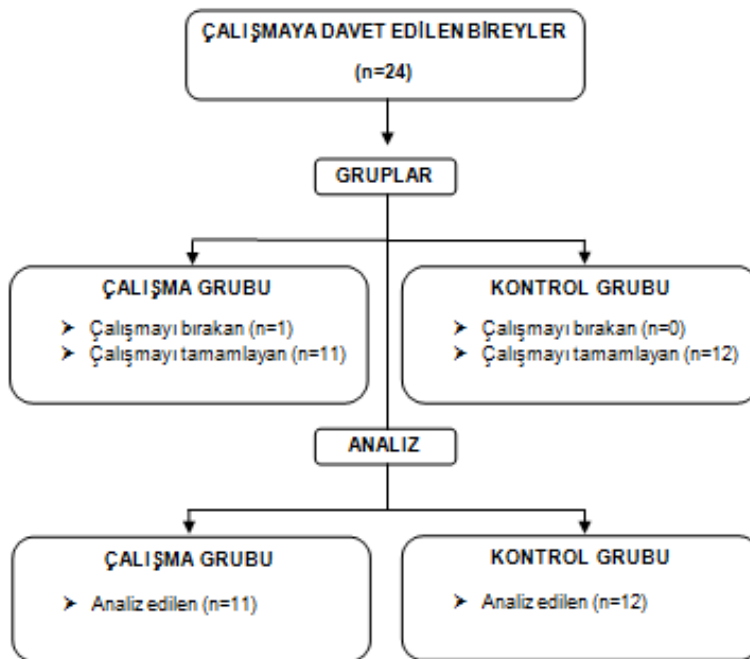 ÇALIŞMAYA DAVET EDİLEN BİREYLER
(n=24)
GRUPLAR
ÇALIŞMA GRUBU
➤ Çalışmayı bırakan (n=1)
➤ Çalışmayı tamamlayan (n=11)
KONTROL GRUBU
➤ Çalışmayı bırakan (n=0)
➤ Çalışmayı tamamlayan (n=12)
ANALIZ
ÇALIŞMA GRUBU
➤ Analiz edilen (n=11)
KONTROL GRUBU
➤ Analiz edilen (n=12)